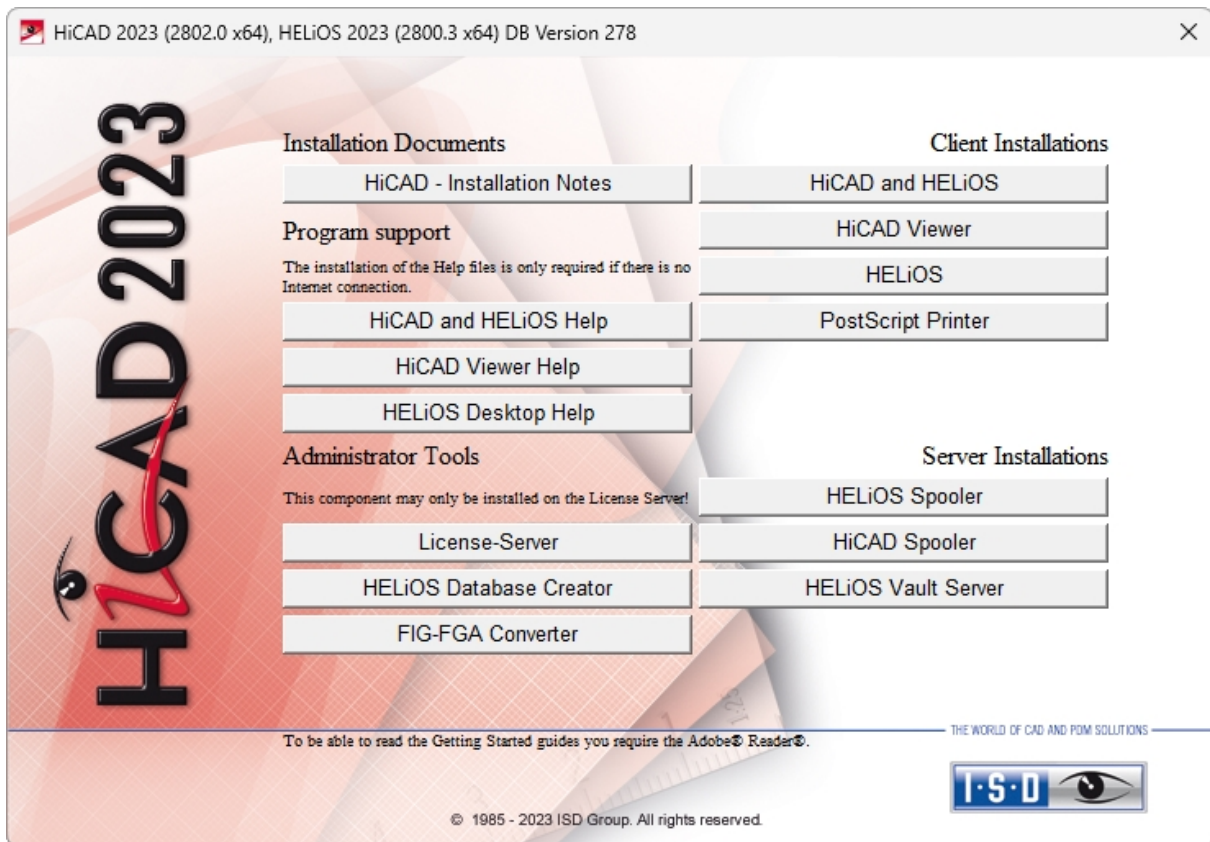 HiCAD 2023 (2802.0 x64), HELiOS 2023 (2800.3 x64) DB Version 278
HiCAD 2023
Installation Documents
HiCAD - Installation Notes
Program support
The installation of the Help files is only required if there is no
Internet connection.
HiCAD and HELiOS Help
HiCAD Viewer Help
HELiOS Desktop Help
Administrator Tools
This component may only be installed on the License Server!
License-Server
HELiOS Database Creator
FIG-FGA Converter
Client Installations
HiCAD and HELiOS
HiCAD Viewer
HELiOS
PostScript Printer
Server Installations
HELiOS Spooler
HiCAD Spooler
HELiOS Vault Server
1:25
To be able to read the Getting Started guides you require the Adobe® Reader®.
THE WORLD OF CAD AND PDM SOLUTIONS
I·S·D
© 1985 - 2023 ISD Group. All rights reserved.